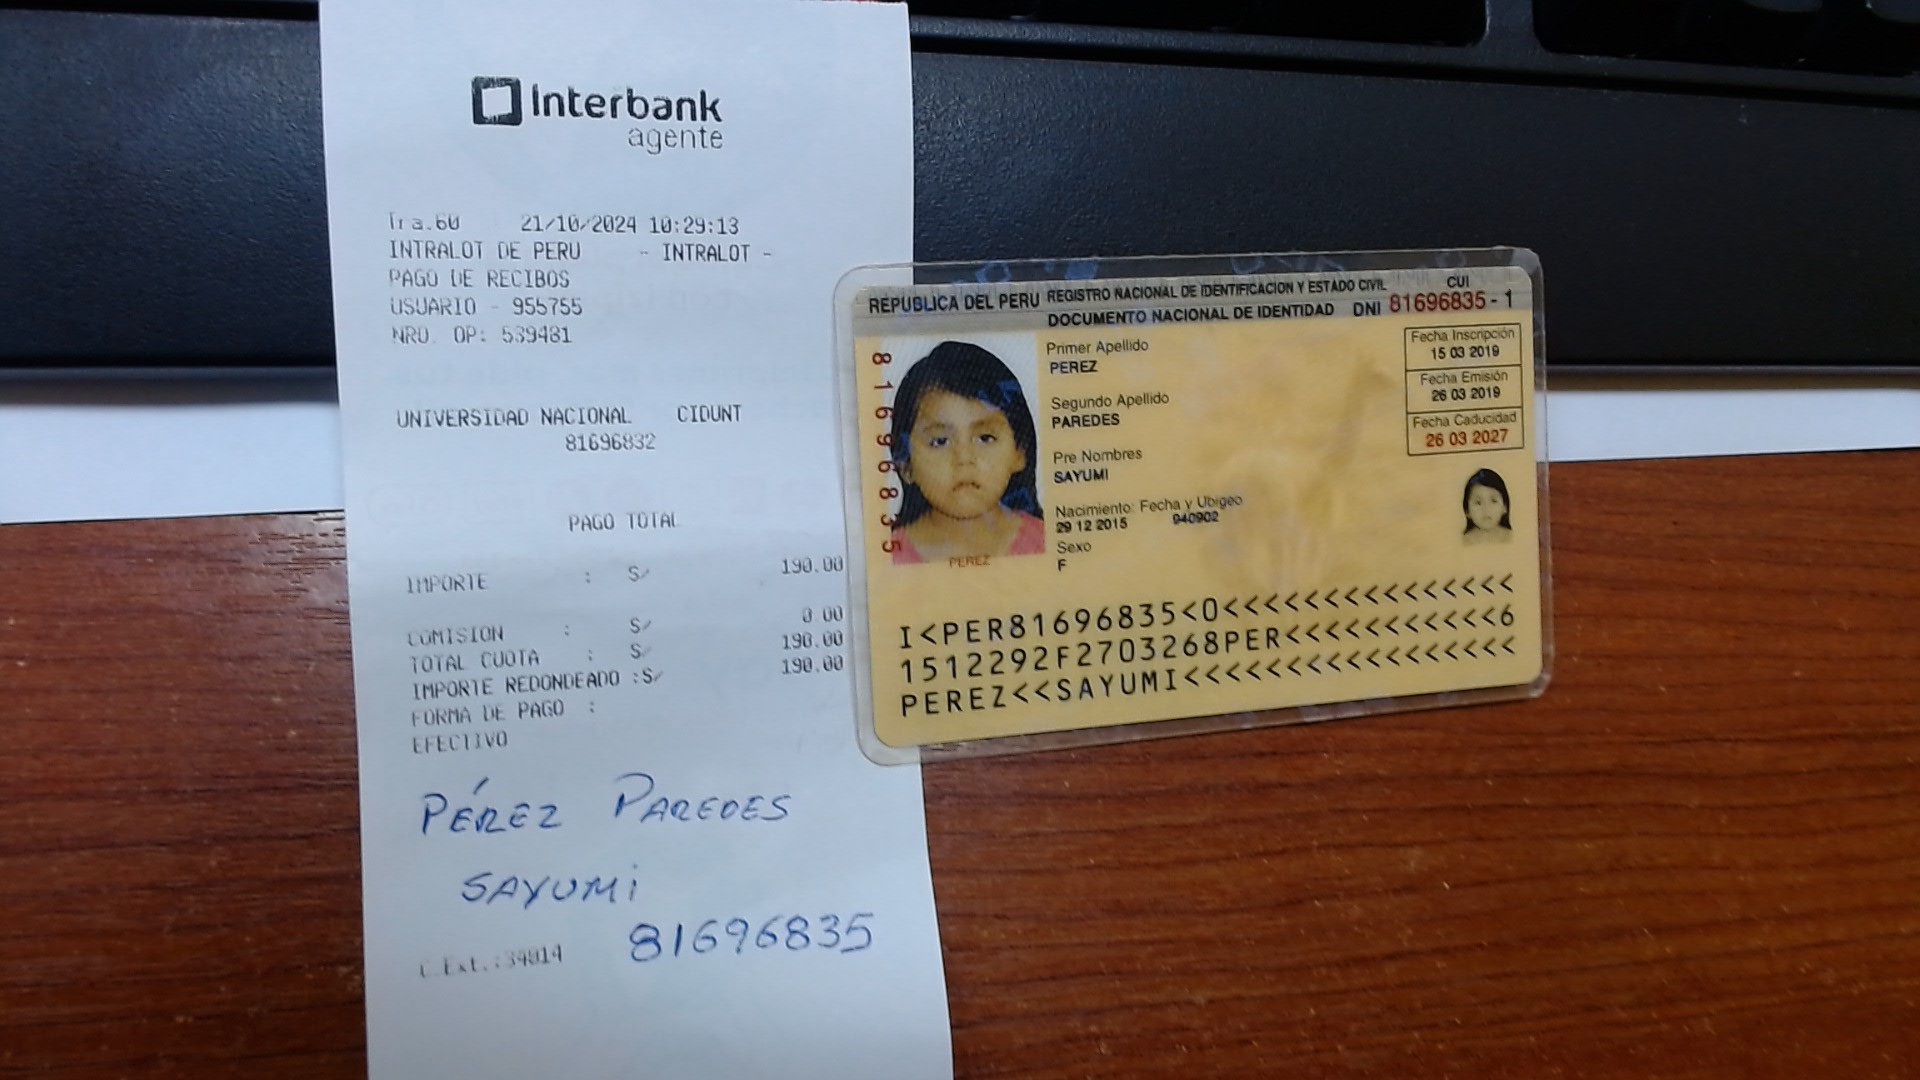 Interbank
agente
Tra.60 21/10/2024 10:29:13
INTRALOT DE PERU - INTRALOT -
PAGO DE RECIBOS
USUARIO - 955755
NRO. OP: 539481
UNIVERSIDAD NACIONAL CIDUNT
81696832
PAGO TOTAL
IMPORTE : S/ 190.00
COMISION : S/ 0.00
TOTAL CUOTA : S/ 190.00
IMPORTE REDONDEADO :S/ 190.00
FORMA DE PAGO :
EFECTIVO
PÉREZ PAREDES
SAYUMi
81696835
C.Ext.:34014
REPUBLICA DEL PERU REGISTRO NACIONAL DE IDENTIFICACION Y ESTADO CIVIL CUI
DOCUMENTO NACIONAL DE IDENTIDAD DNI 81696835 - 1
81696835
Primer Apellido
PEREZ
Segundo Apellido
PAREDES
Pre Nombres
SAYUMI
Nacimiento: Fecha y Ubigeo
29 12 2015 040902
Sexo
F
Fecha Inscripción
15 03 2019
Fecha Emisión
26 03 2019
Fecha Caducidad
26 03 2027
PEREZ
I<PER81696835<0<<<<<<<<<<<<<<<
1512292F2703268PER<<<<<<<<<<<6
PEREZ<<SAYUMI<<<<<<<<<<<<<<<<<